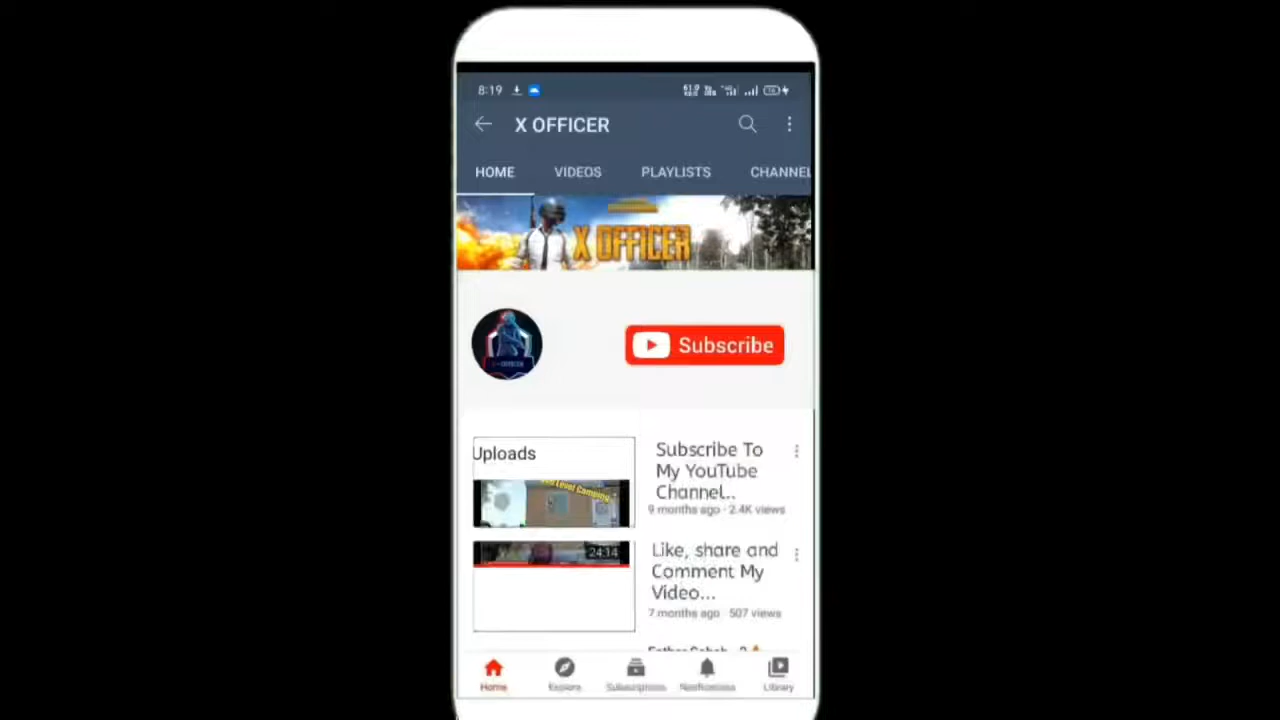 8:19
X OFFICER
HOME VIDEOS PLAYLISTS CHANNEL
X OFFICER
Subscribe
Uploads
Subscribe To
My YouTube
Channel..
9 months ago · 2.4K views
Level Camping
24:14
Like, share and
Comment My
Video...
7 months ago · 507 views
Home Explore Subscriptions Notifications Library